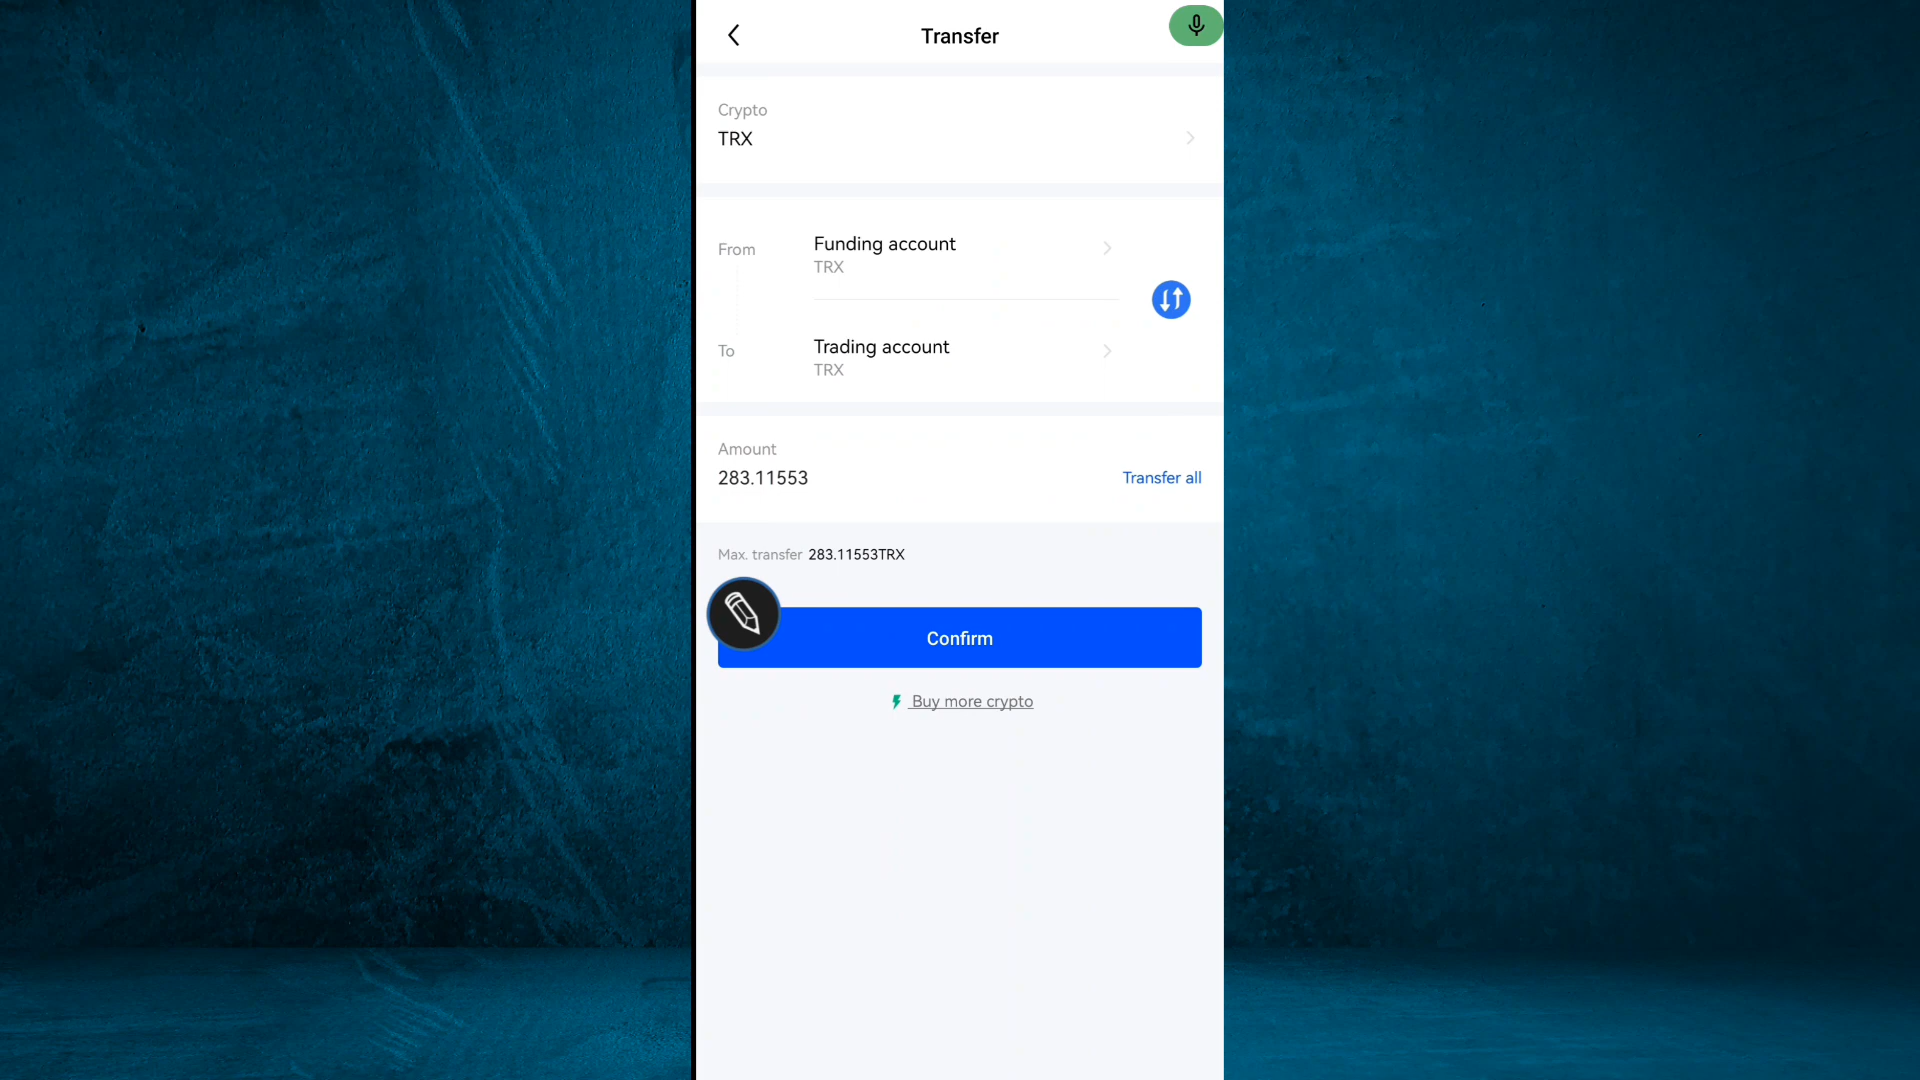 Transfer
Crypto
TRX
From
Funding account
TRX
To
Trading account
TRX
Amount
283.11553
Transfer all
Max. transfer 283.11553TRX
Confirm
Buy more crypto